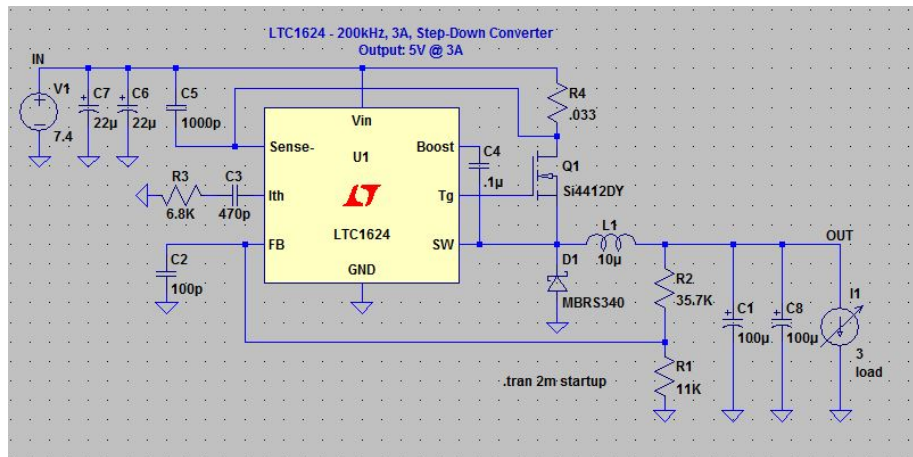 LTC1624 - 200kHz, 3A, Step-Down Converter
Output: 5V @ 3A
IN
V1
7.4
C7
22µ
C6
22µ
C5
1000p
R4
.033
Vin
Sense-
U1
Boost
C4
.1µ
Q1
Si4412DY
R3
6.8K
C3
470p
Ith
Tg
LTC1624
FB
SW
GND
C2
100p
L1
10µ
D1
MBRS340
OUT
R2
35.7K
C1
100µ
C8
100µ
I1
3
load
R1
11K
.tran 2m startup